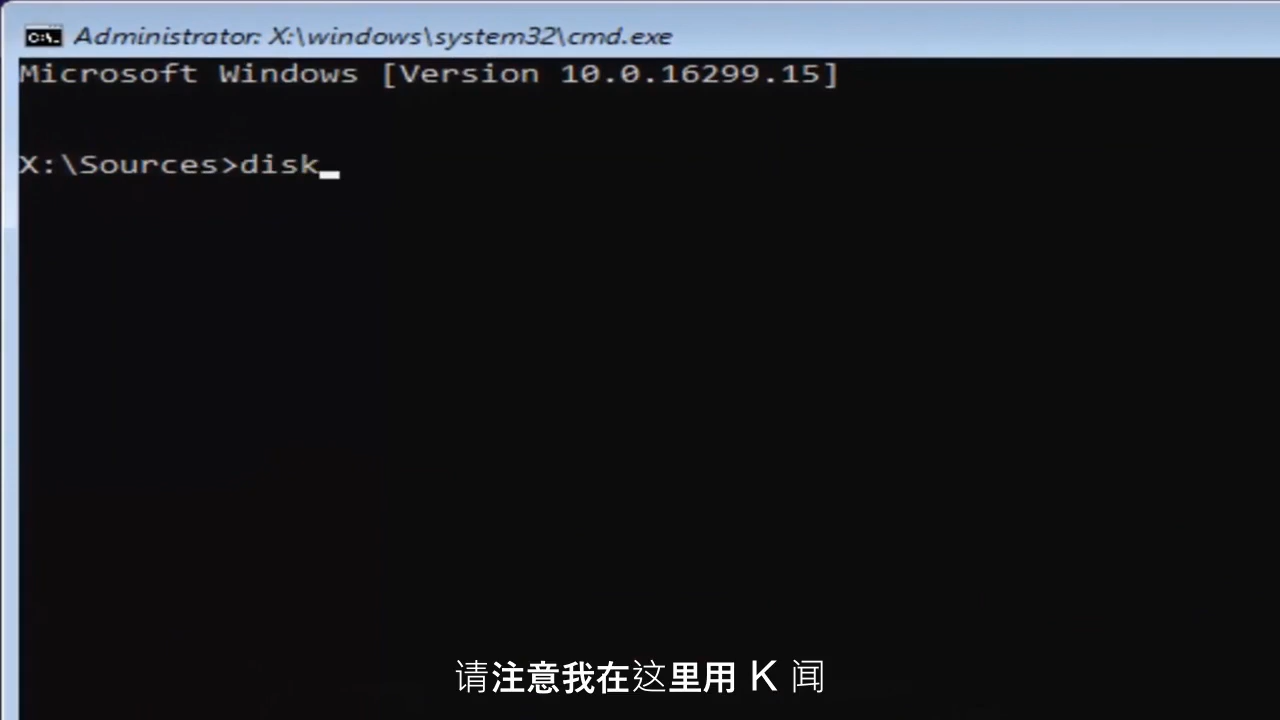 Administrator: X:\windows\system32\cmd.exe
Microsoft Windows [Version 10.0.16299.15]
X:\Sources>disk
请注意我在这里用 K 闻